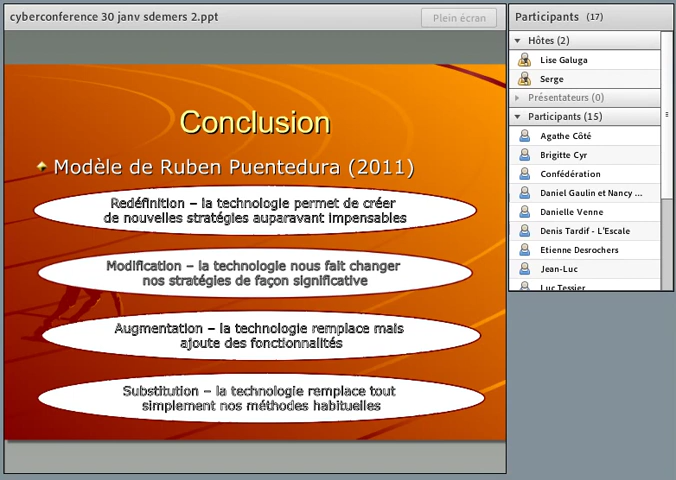 cyberconference 30 janv sdemers 2.ppt
Plein écran
Conclusion
Modèle de Ruben Puentedura (2011)
Redéfinition – la technologie permet de créer
de nouvelles stratégies auparavant impensables
Modification – la technologie nous fait changer
nos stratégies de façon significative
Augmentation – la technologie remplace mais
ajoute des fonctionnalités
Substitution – la technologie remplace tout
simplement nos méthodes habituelles
Participants (17)
Hôtes (2)
Lise Galuga
Serge
Présentateurs (0)
Participants (15)
Agathe Côté
Brigitte Cyr
Confédération
Daniel Gaulin et Nancy ...
Danielle Venne
Denis Tardif - L'Escale
Etienne Desrochers
Jean-Luc
Luc Tessier